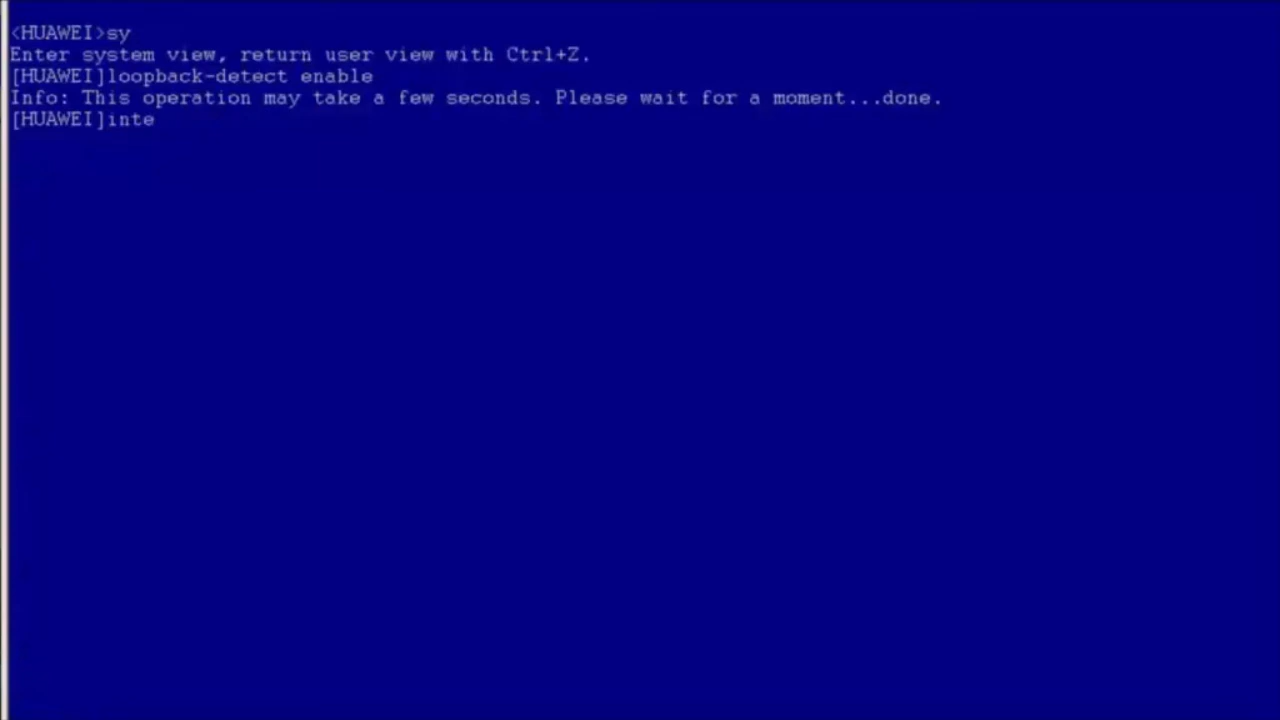 <HUAWEI>sy
Enter system view, return user view with Ctrl+Z.
[HUAWEI]loopback-detect enable
Info: This operation may take a few seconds. Please wait for a moment...done.
[HUAWEI]inte